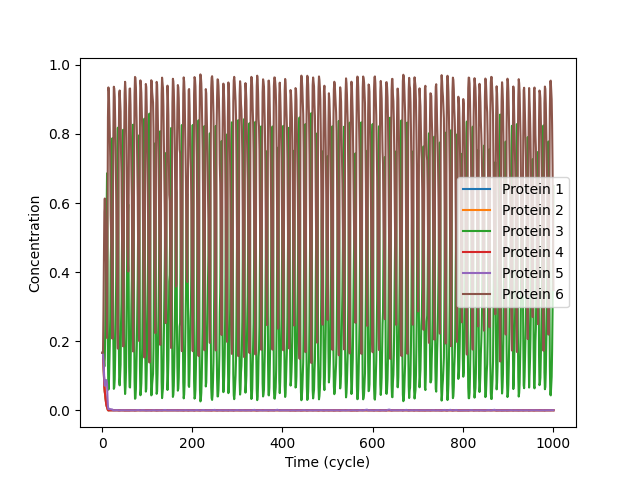 1.0
0.8
0.6
0.4
0.2
0.0
Concentration
0
200
400
600
800
1000
Time (cycle)
Protein 1
Protein 2
Protein 3
Protein 4
Protein 5
Protein 6